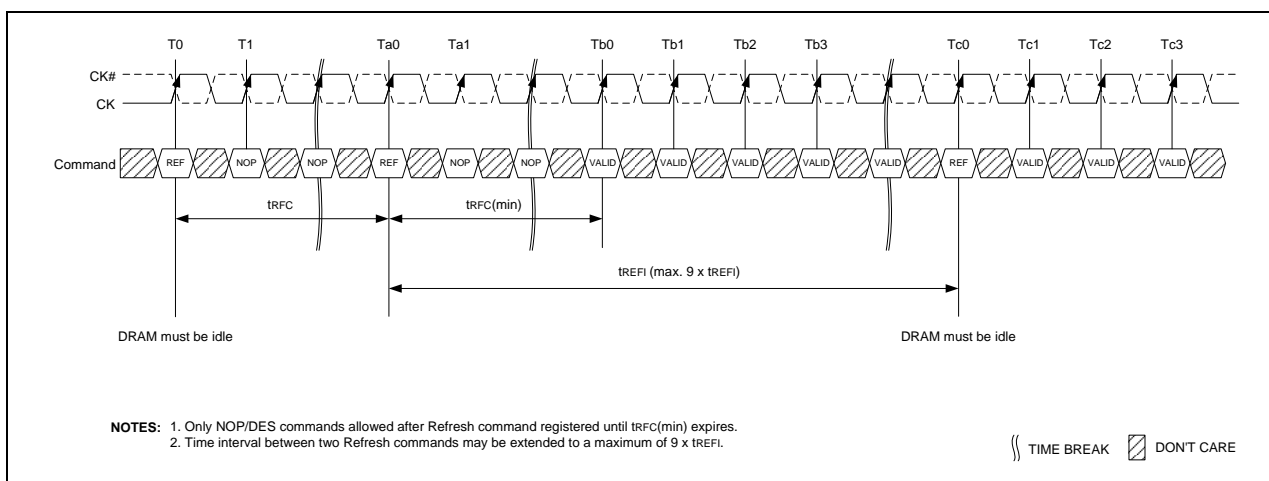 T0 T1 Ta0 Ta1 Tb0 Tb1 Tb2 Tb3 Tc0 Tc1 Tc2 Tc3
CK#
CK
Command REF NOP NOP REF NOP NOP VALID VALID VALID VALID VALID REF VALID VALID VALID
tRFC tRFC(min)
tREFI (max. 9 x tREFI)
DRAM must be idle DRAM must be idle
NOTES: 1. Only NOP/DES commands allowed after Refresh command registered until tRFC(min) expires.
2. Time interval between two Refresh commands may be extended to a maximum of 9 x tREFI.
TIME BREAK DON'T CARE